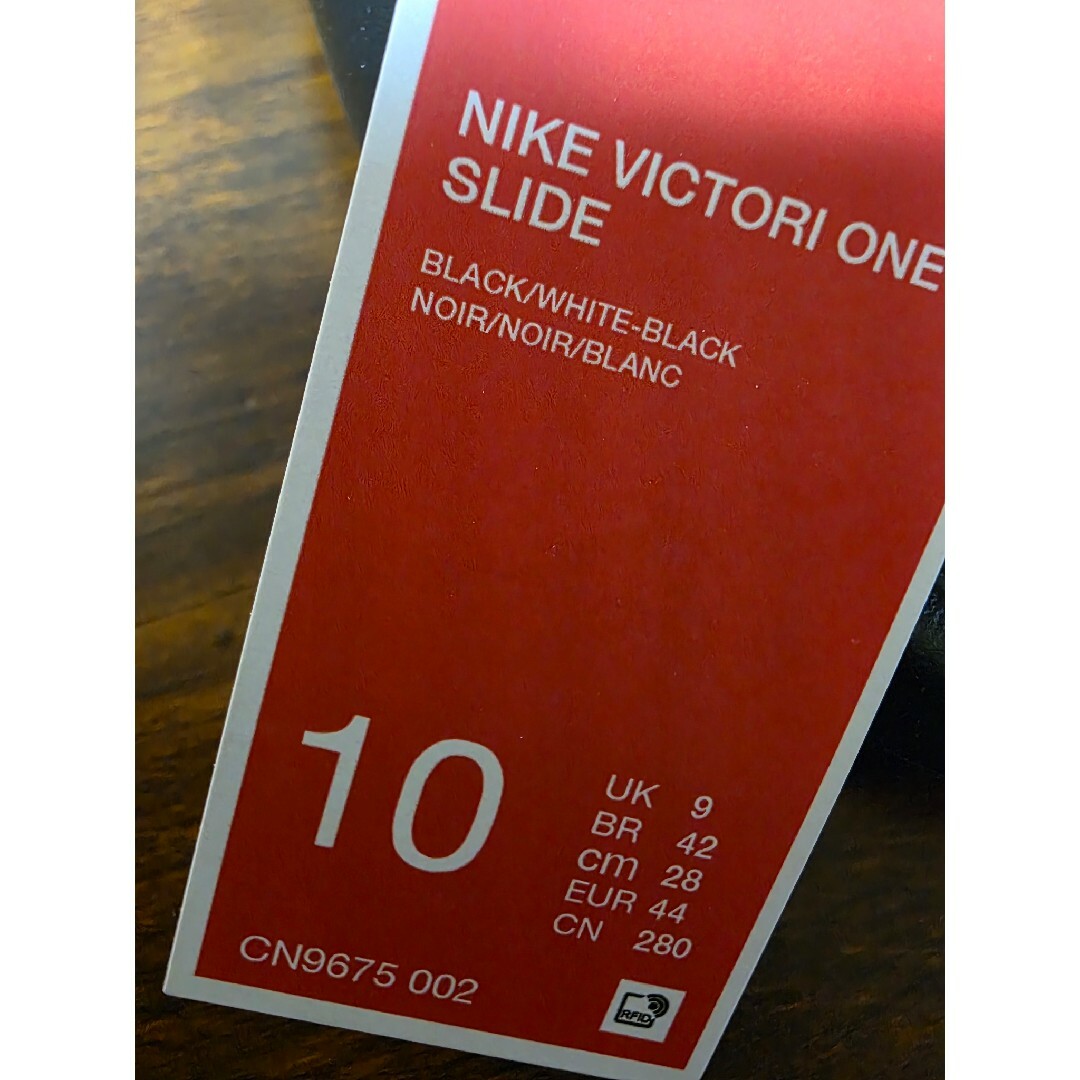 NIKE VICTORI ONE
SLIDE
BLACK/WHITE-BLACK
NOIR/NOIR/BLANC
10
UK 9
BR 42
cm 28
EUR 44
CN 280
CN9675 002
RFID